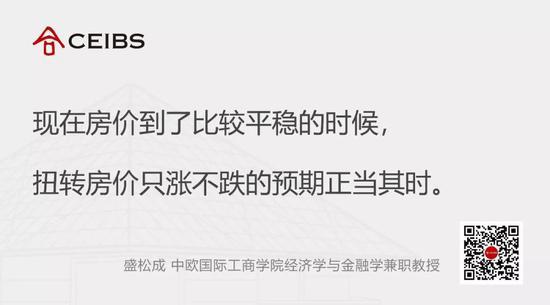 CEIBS
现在房价到了比较平稳的时候，
扭转房价只涨不跌的预期正当其时。
盛松成 中欧国际工商学院经济学与金融学兼职教授